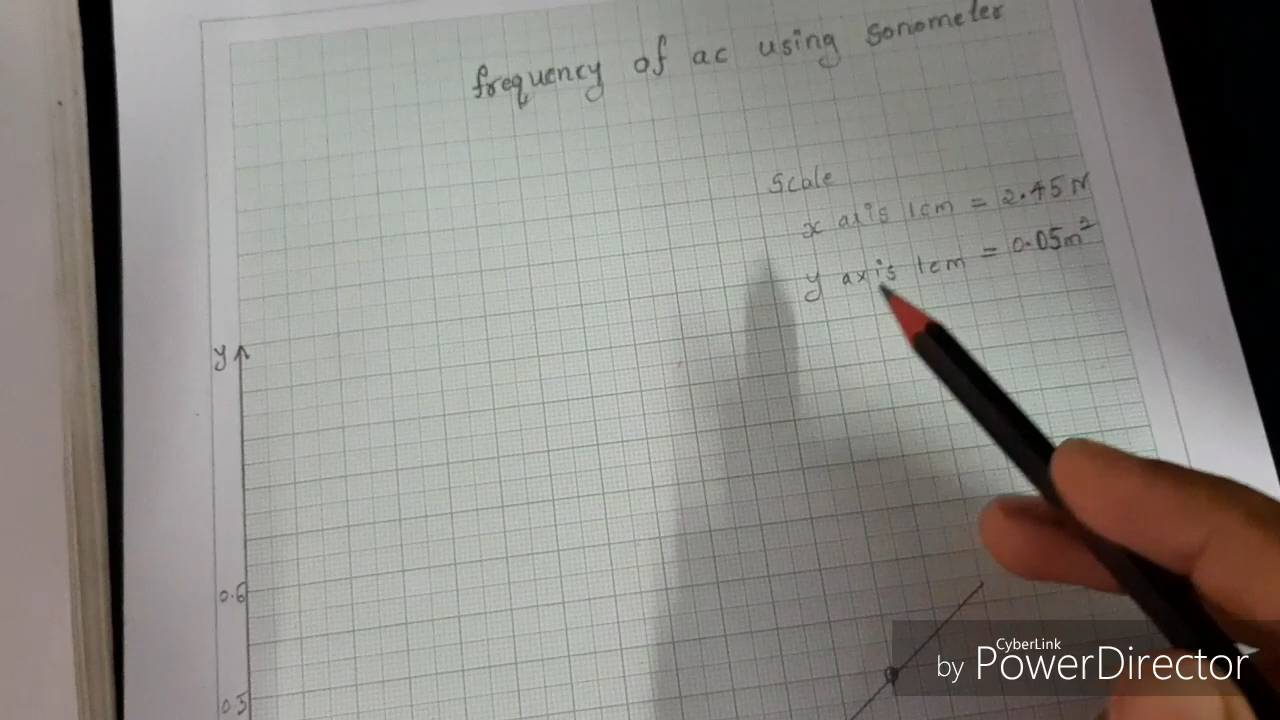 frequency of ac using sonometer
Scale
x axis 1cm = 2.45 N
y axis 1cm = 0.05m²
y
0.6
0.5
CyberLink
by PowerDirector